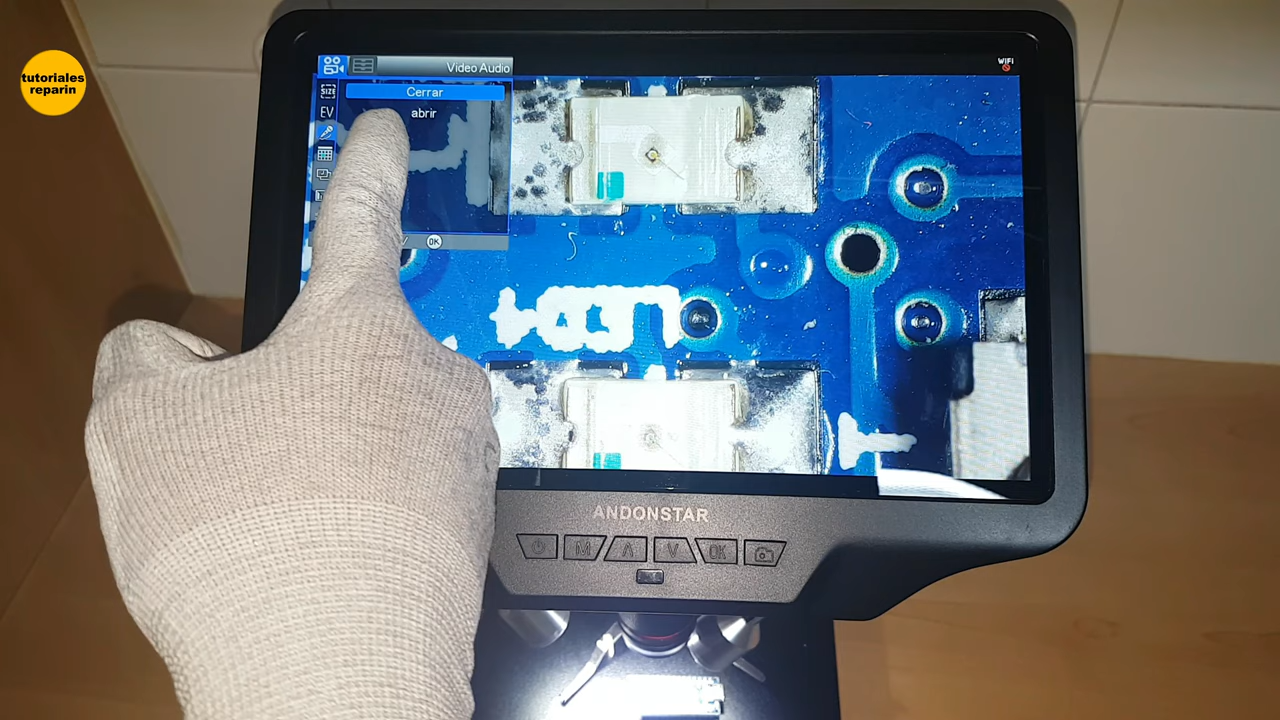 tutoriales
reparin
Video Audio
WiFi
SIZE
Cerrar
EV
abrir
OK
ANDONSTAR
M
OK